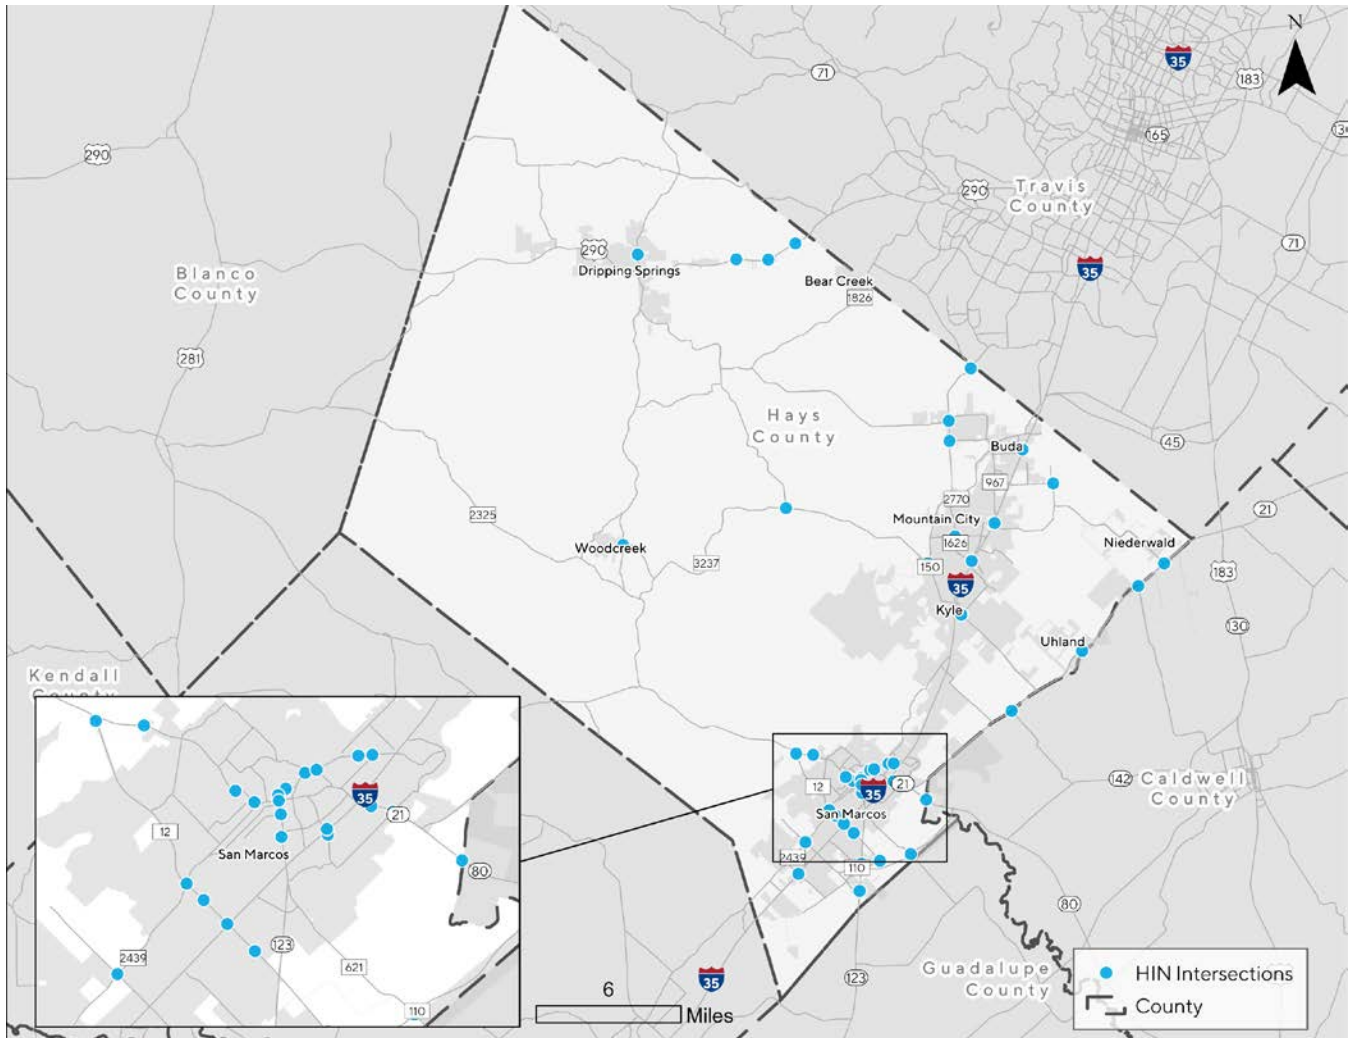 N
71
35
183
290
165
130
Travis
County
290
71
Blanco
County
290
Dripping Springs
35
Bear Creek
1826
281
Hays
County
45
Buda
967
2770
21
2325
Mountain City
1626
Niederwald
Woodcreek
3237
150
183
35
Kyle
130
Uhland
Kendall
County
142
Caldwell
County
12
35
21
San Marcos
2439
110
80
123
Guadalupe
County
35
35
21
12
San Marcos
80
2439
123
621
110
6
Miles
HIN Intersections
County